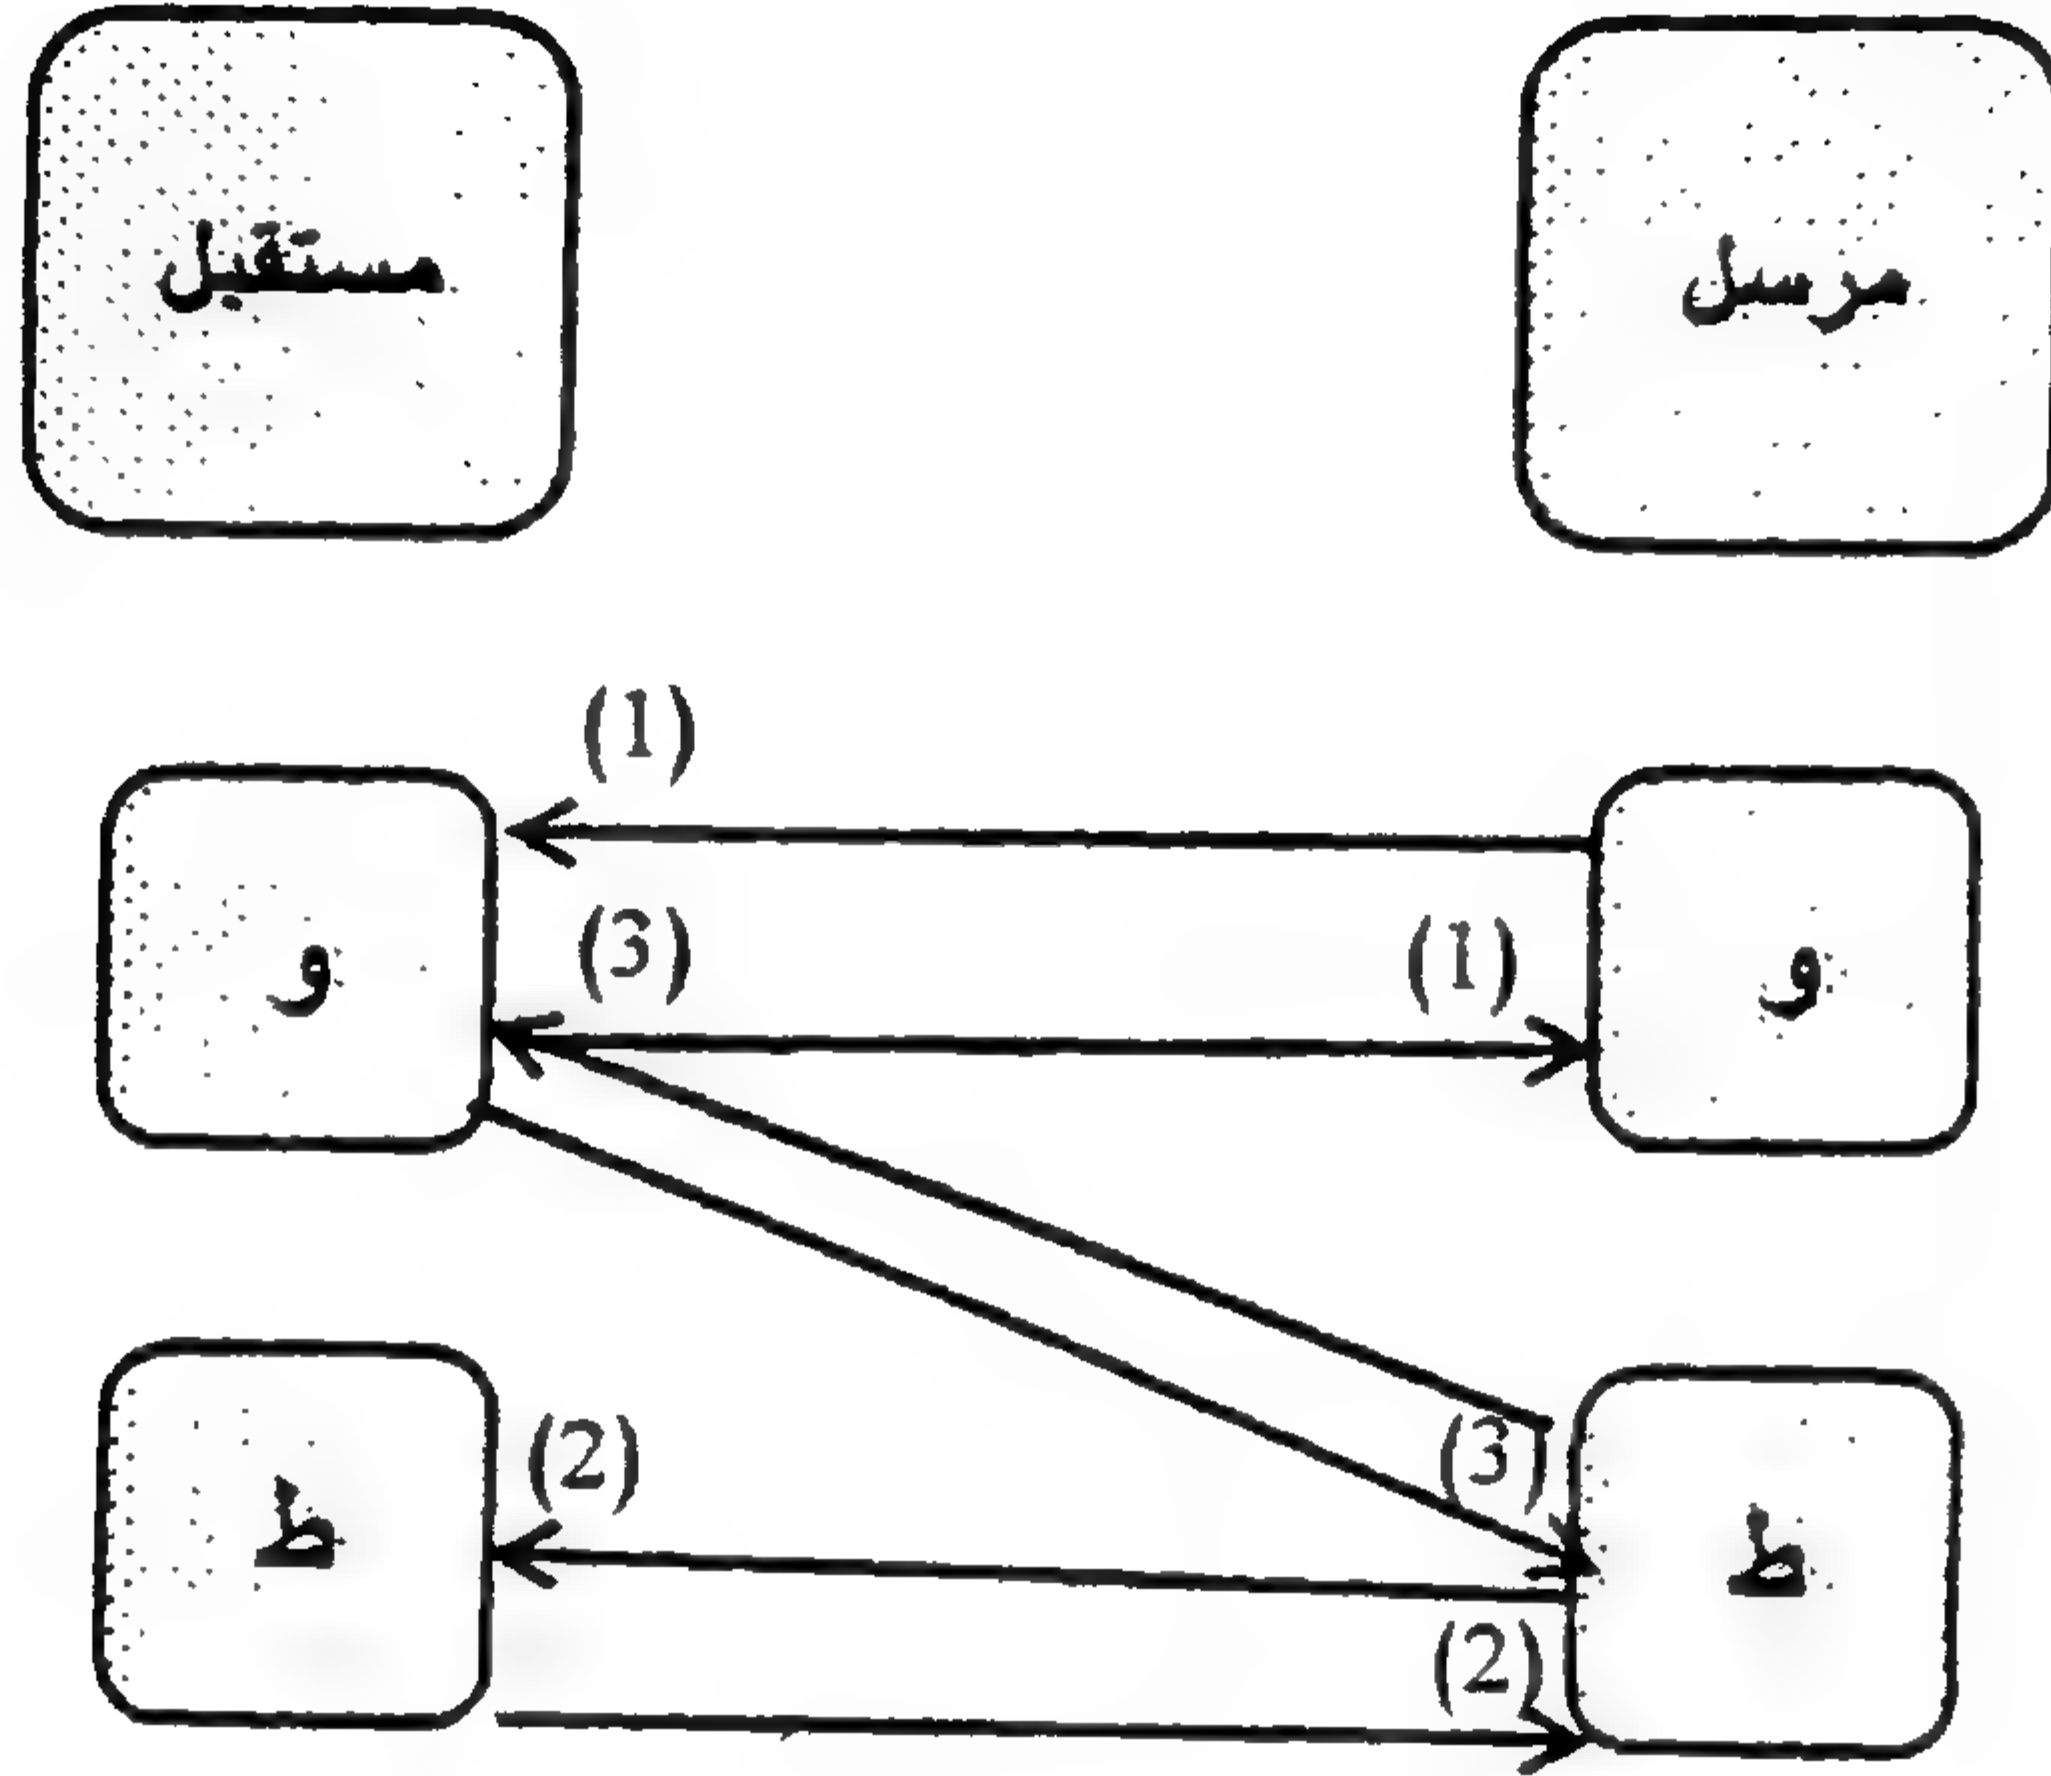 مرسل
مستقبل
(1)
و
(1)
(3)
و
(3)
(2)
ط
(2)
ط